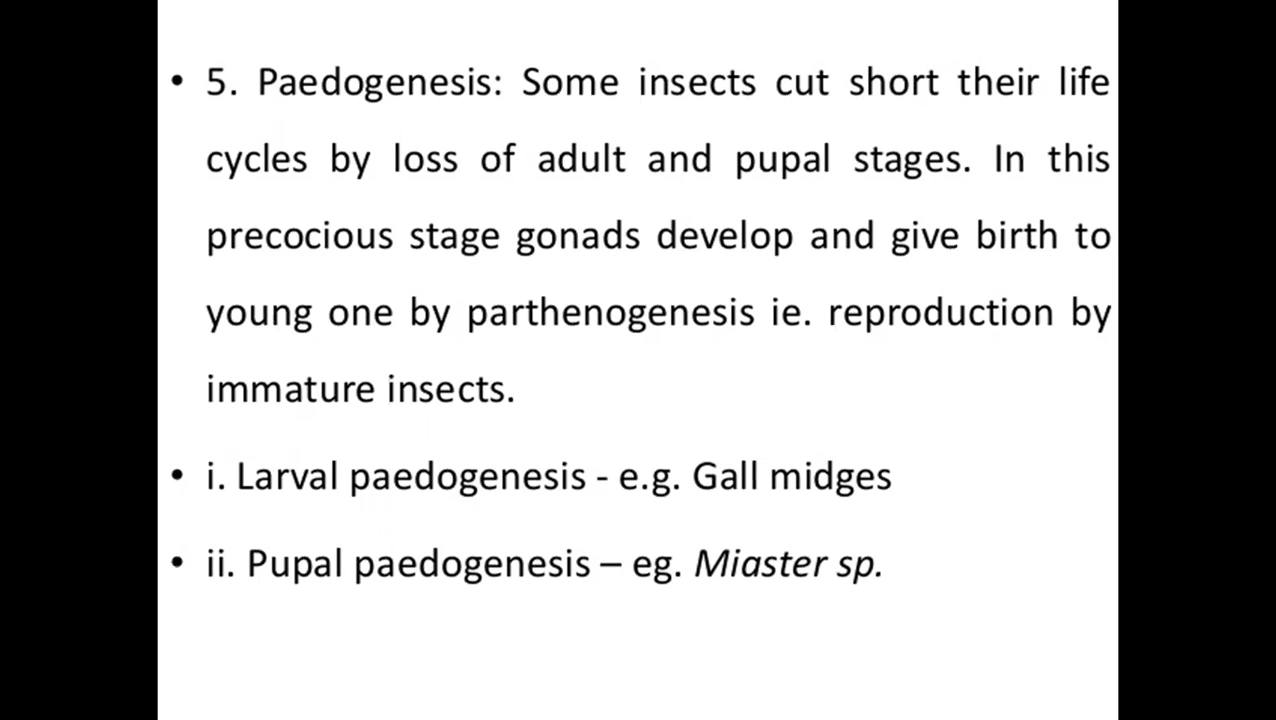 • 5. Paedogenesis: Some insects cut short their life
cycles by loss of adult and pupal stages. In this
precocious stage gonads develop and give birth to
young one by parthenogenesis ie. reproduction by
immature insects.
• i. Larval paedogenesis - e.g. Gall midges
• ii. Pupal paedogenesis – eg. Miaster sp.